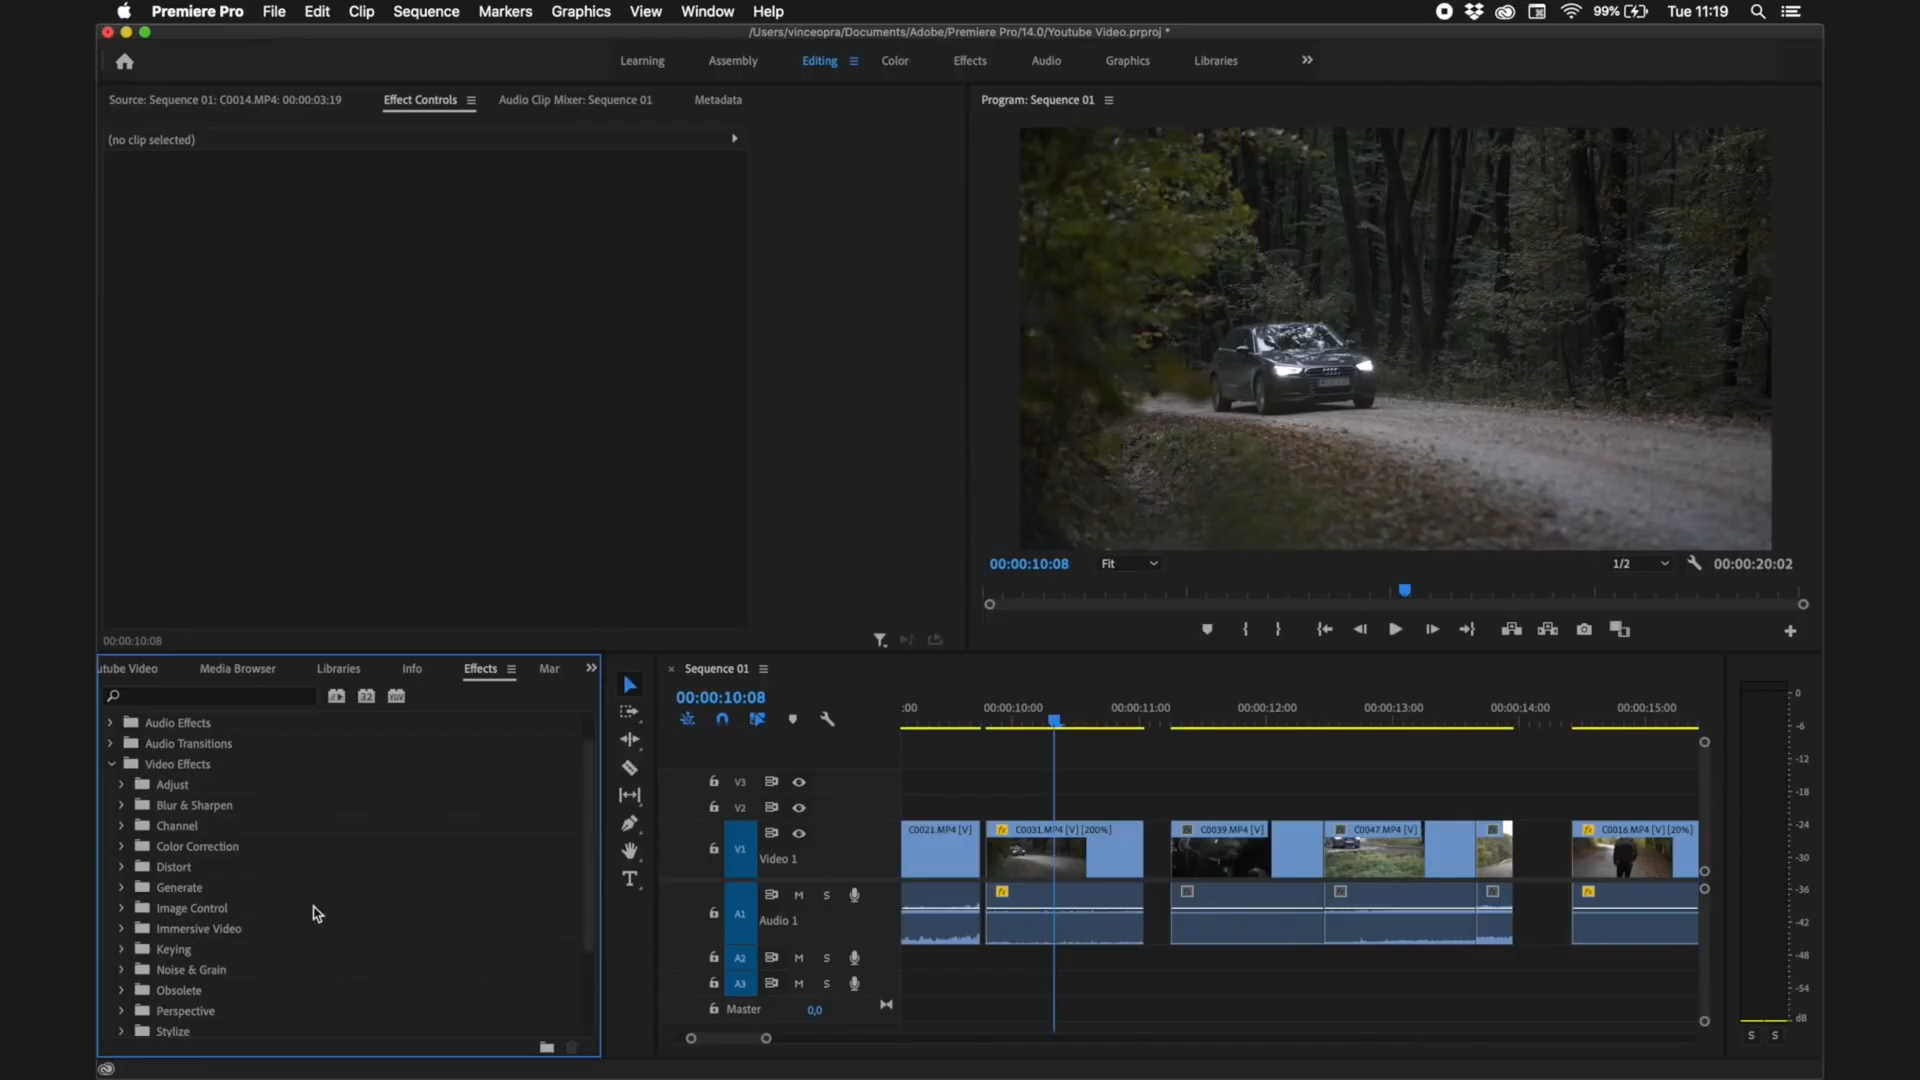 Premiere Pro File Edit Clip Sequence Markers Graphics View Window Help 99% Tue 11:19
/Users/vinceopra/Documents/Adobe/Premiere Pro/14.0/Youtube Video.prproj *
Learning Assembly Editing Color Effects Audio Graphics Libraries
Source: Sequence 01: C0014.MP4: 00:00:03:19 Effect Controls Audio Clip Mixer: Sequence 01 Metadata
Program: Sequence 01
(no clip selected)
00:00:10:08 Fit 1/2 00:00:20:02
00:00:10:08
utube Video Media Browser Libraries Info Effects Mar
32 YUV
Audio Effects
Audio Transitions
Video Effects
Adjust
Blur & Sharpen
Channel
Color Correction
Distort
Generate
Image Control
Immersive Video
Keying
Noise & Grain
Obsolete
Perspective
Stylize
Sequence 01
00:00:10:08
:00 00:00:10:00 00:00:11:00 00:00:12:00 00:00:13:00 00:00:14:00 00:00:15:00
V3
V2
V1 Video 1
C0021.MP4 [V] fx C0031.MP4 [V] [200%] C0039.MP4 [V] C0047.MP4 [V] fx C0016.MP4 [V] [20%]
A1 M S Audio 1
fx fx
A2 M S
A3 M S
Master 0,0
0
-6
-12
-18
-24
-30
-36
-42
-48
-54
dB
S S